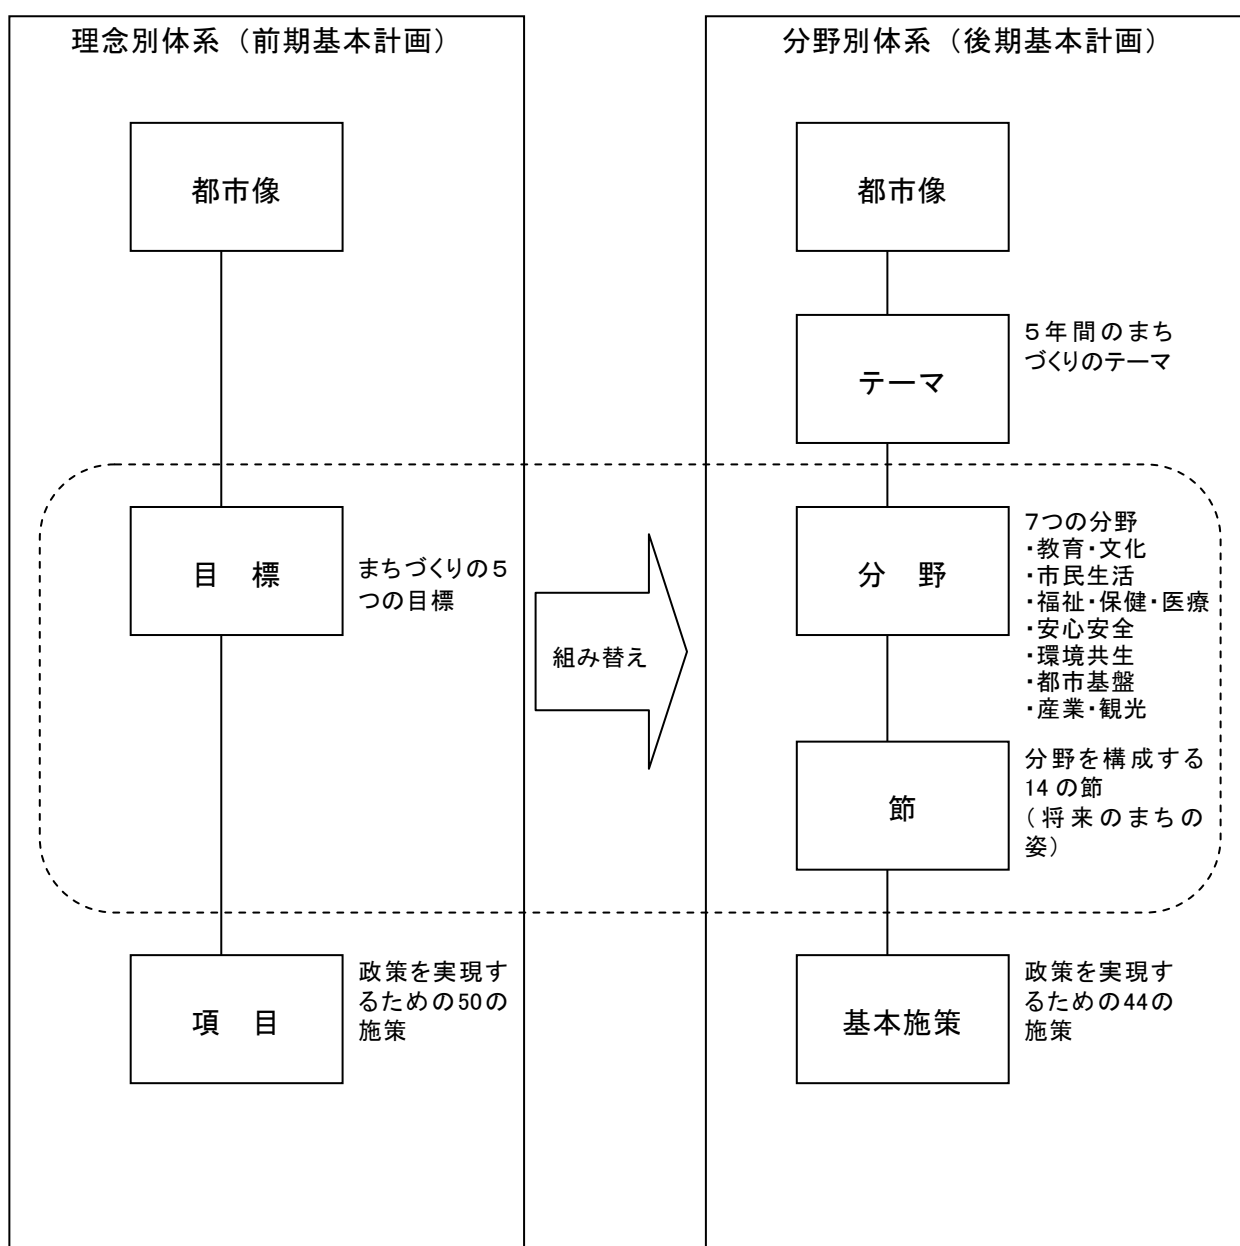 理念別体系（前期基本計画）
都市像
目　標
まちづくりの５
つの目標
項　目
政策を実現す
るための50の
施策
組み替え
分野別体系（後期基本計画）
都市像
テーマ
５年間のまち
づくりのテーマ
分　野
７つの分野
・教育・文化
・市民生活
・福祉・保健・医療
・安心安全
・環境共生
・都市基盤
・産業・観光
節
分野を構成する
14の節
（将来のまちの
姿）
基本施策
政策を実現す
るための44の
施策